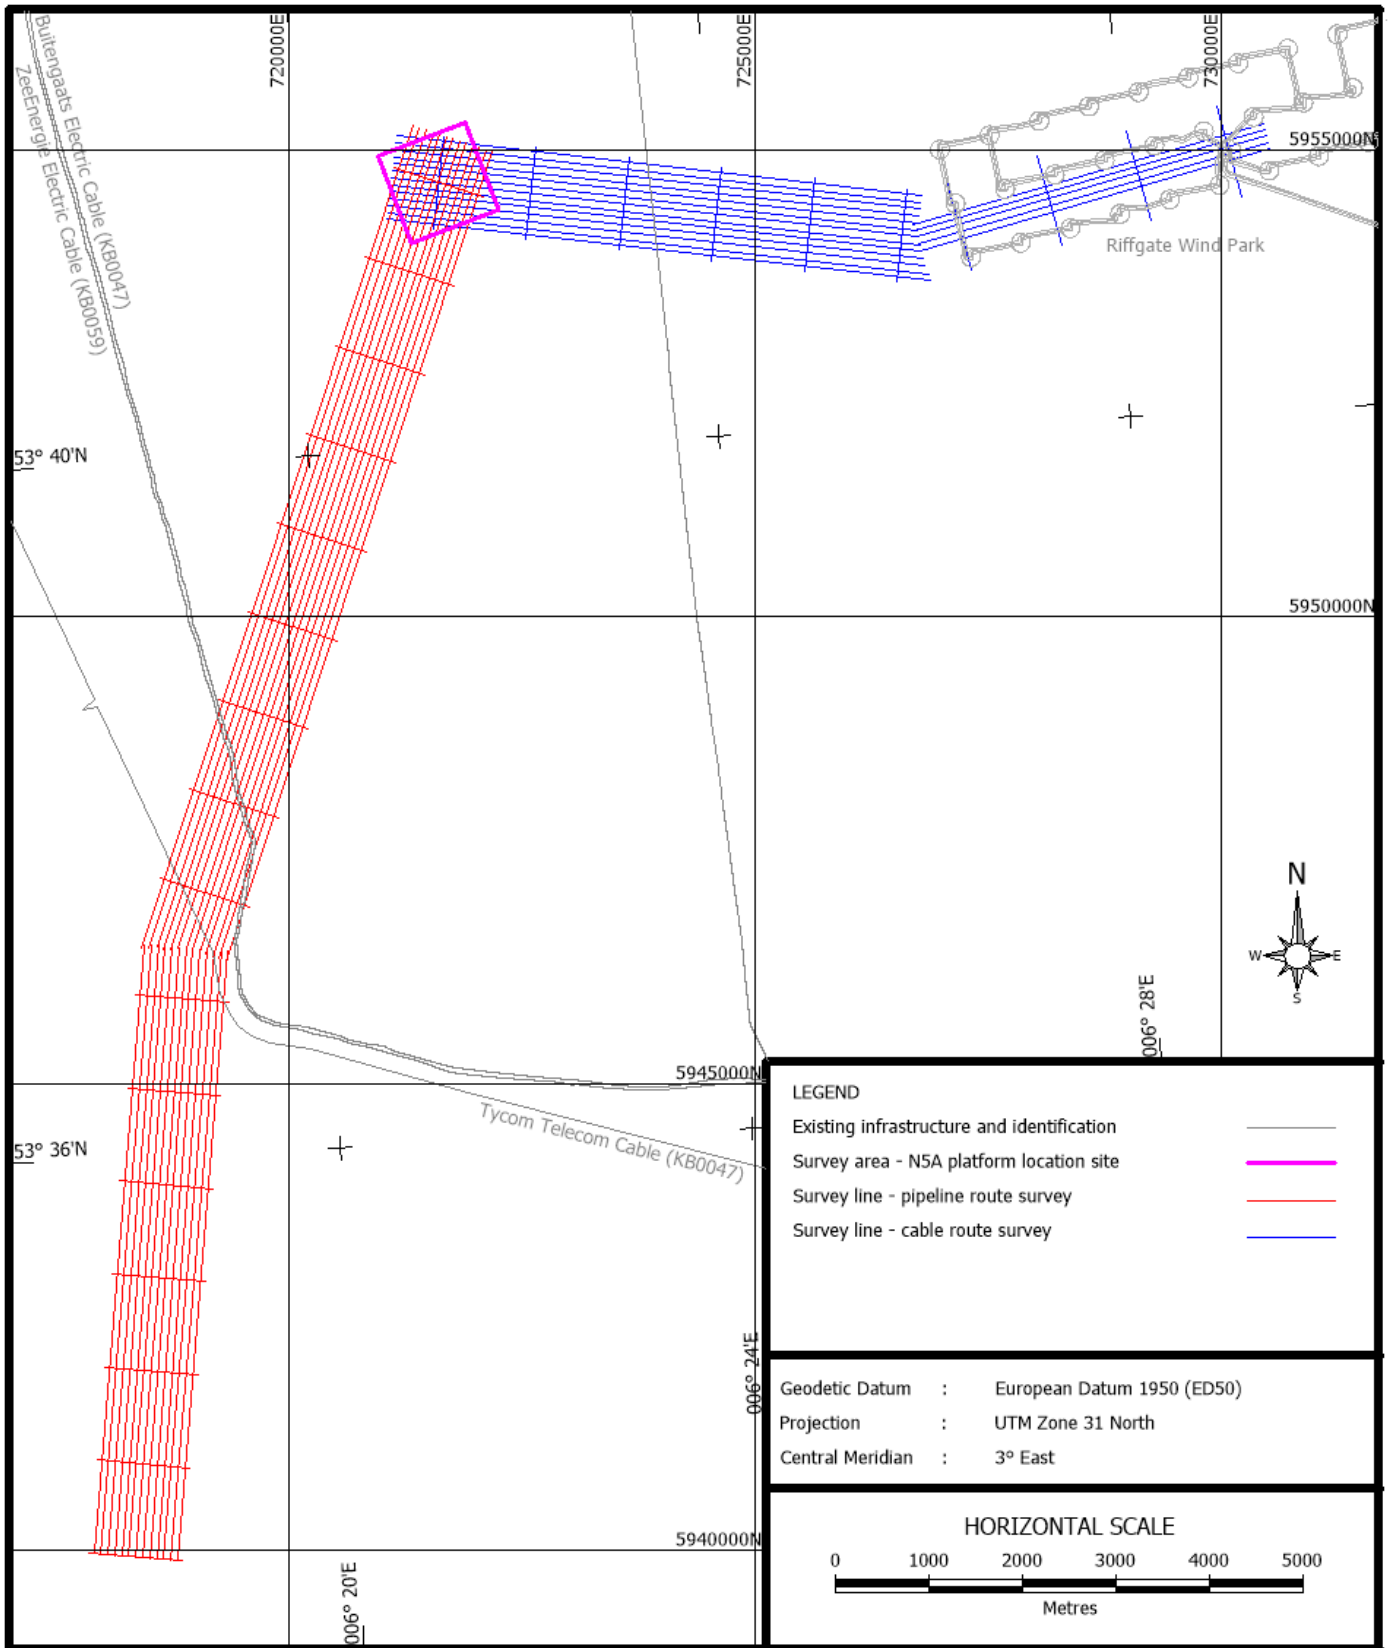 720000E
725000E
730000E
Buitengaats Electric Cable (KB0047)
ZeeEnergie Electric Cable (KB0059)
5955000N
Riffgate Wind Park
53° 40'N
5950000N
N
W E
S
006° 28'E
5945000N
Tycom Telecom Cable (KB0047)
53° 36'N
LEGEND
Existing infrastructure and identification
Survey area - N5A platform location site
Survey line - pipeline route survey
Survey line - cable route survey
006° 24'E
Geodetic Datum : European Datum 1950 (ED50)
Projection : UTM Zone 31 North
Central Meridian : 3° East
5940000N
HORIZONTAL SCALE
0 1000 2000 3000 4000 5000
Metres
006° 20'E